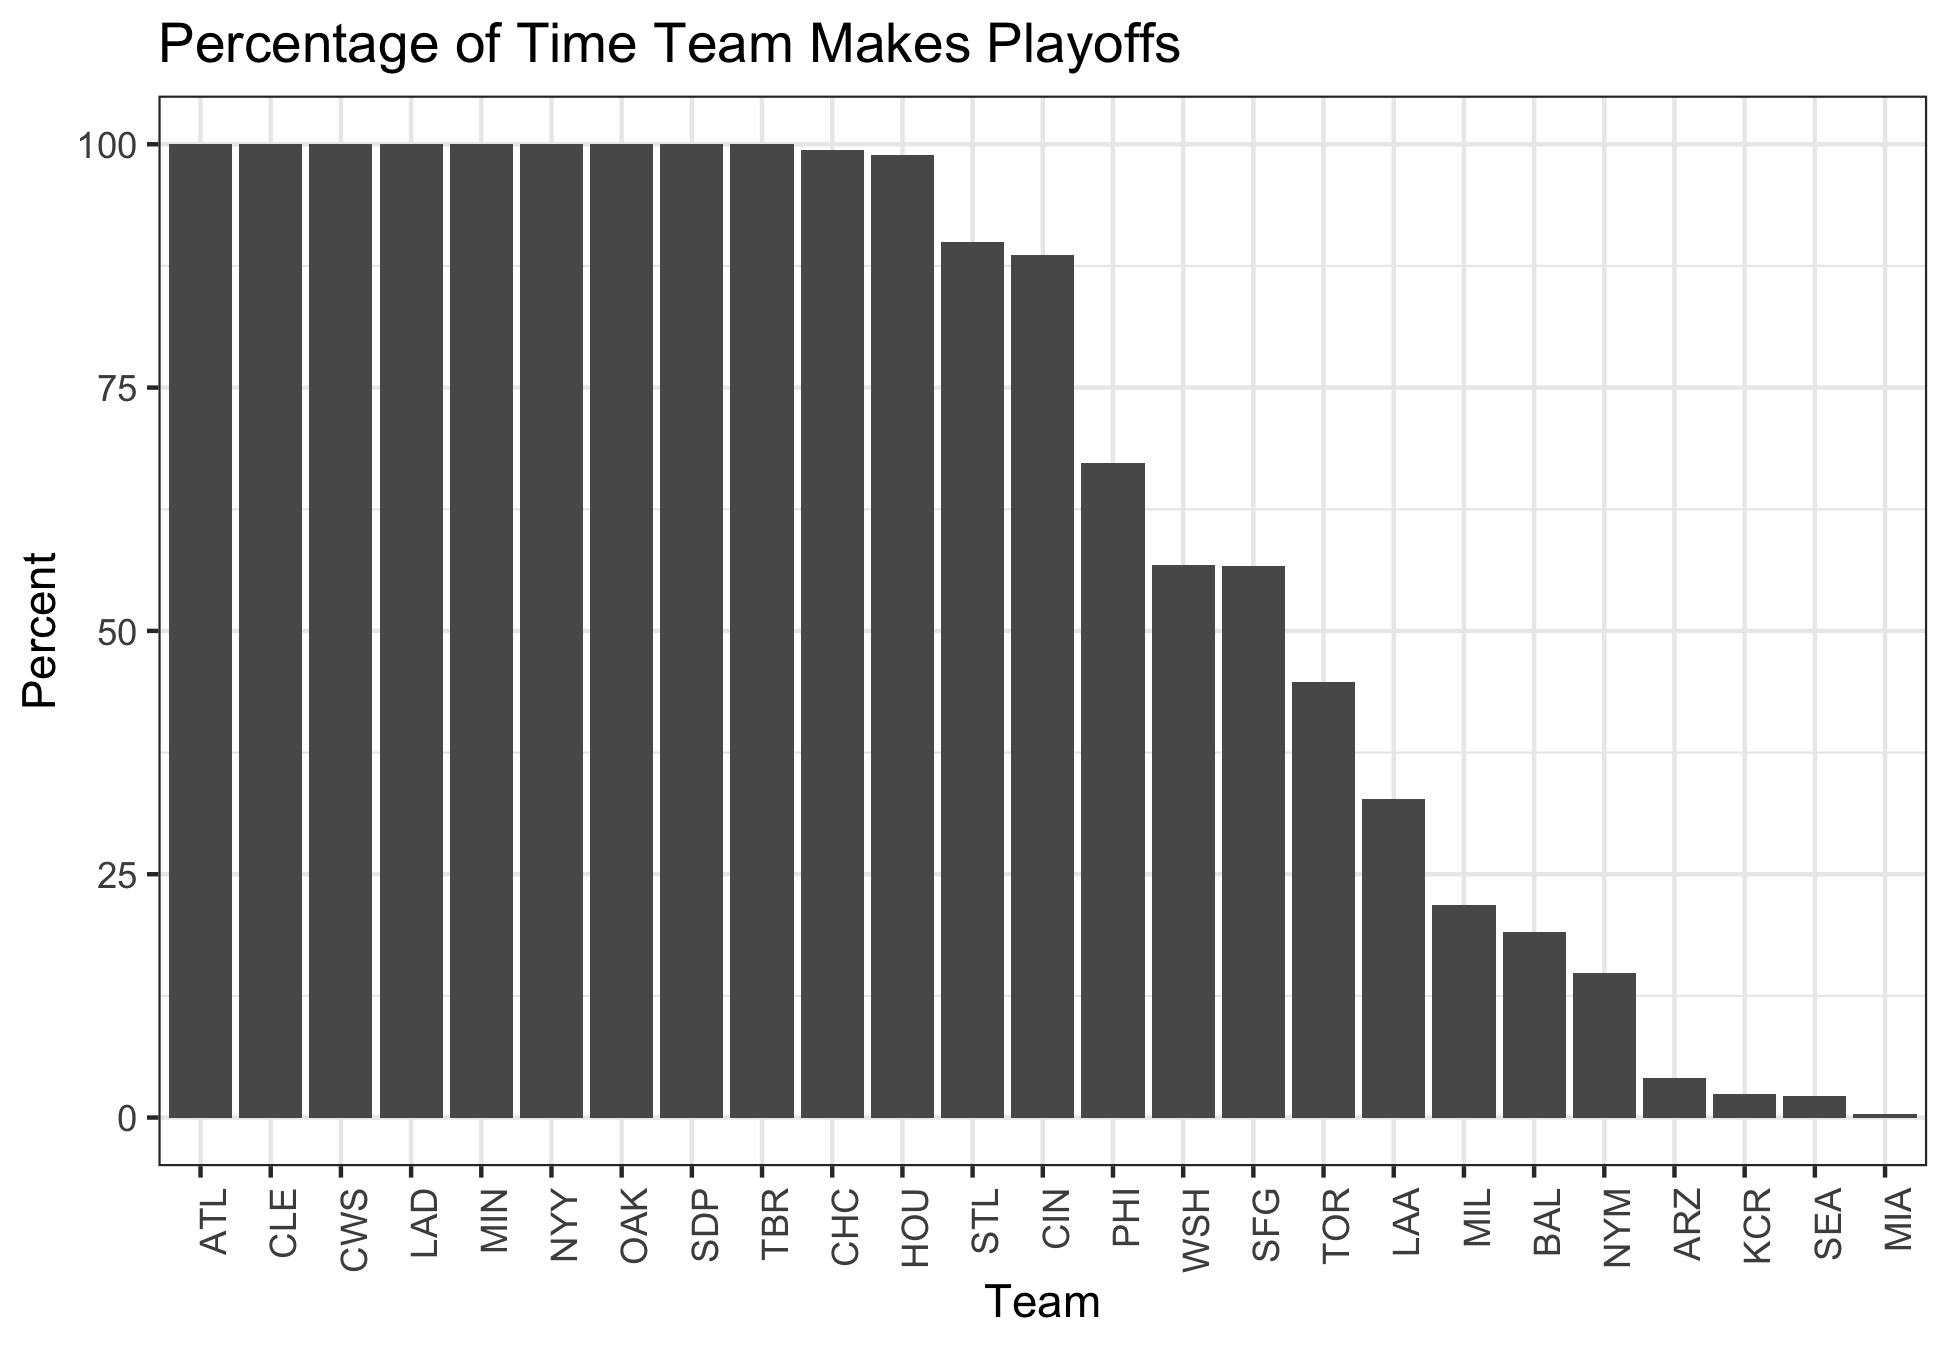 Percentage of Time Team Makes Playoffs
100
75
50
25
0
Percent
ATL
CLE
CWS
LAD
MIN
NYY
OAK
SDP
TBR
CHC
HOU
STL
CIN
PHI
WSH
SFG
TOR
LAA
MIL
BAL
NYM
ARZ
KCR
SEA
MIA
Team